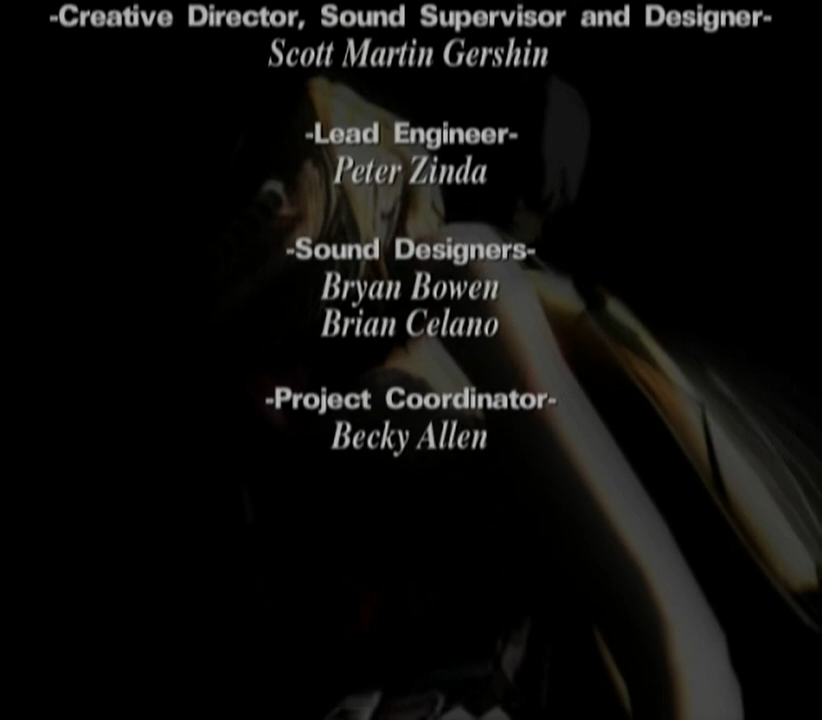 -Creative Director, Sound Supervisor and Designer-
Scott Martin Gershin
-Lead Engineer-
Peter Zinda
-Sound Designers-
Bryan Bowen
Brian Celano
-Project Coordinator-
Becky Allen